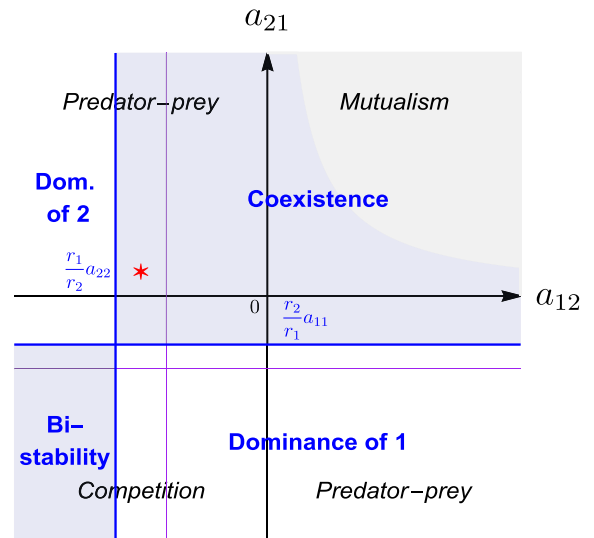 a₂₁
Predator–prey
Mutualism
Dom.
of 2
Coexistence
r₁/r₂ a₂₂
0
r₂/r₁ a₁₁
a₁₂
Bi–
stability
Dominance of 1
Competition
Predator–prey